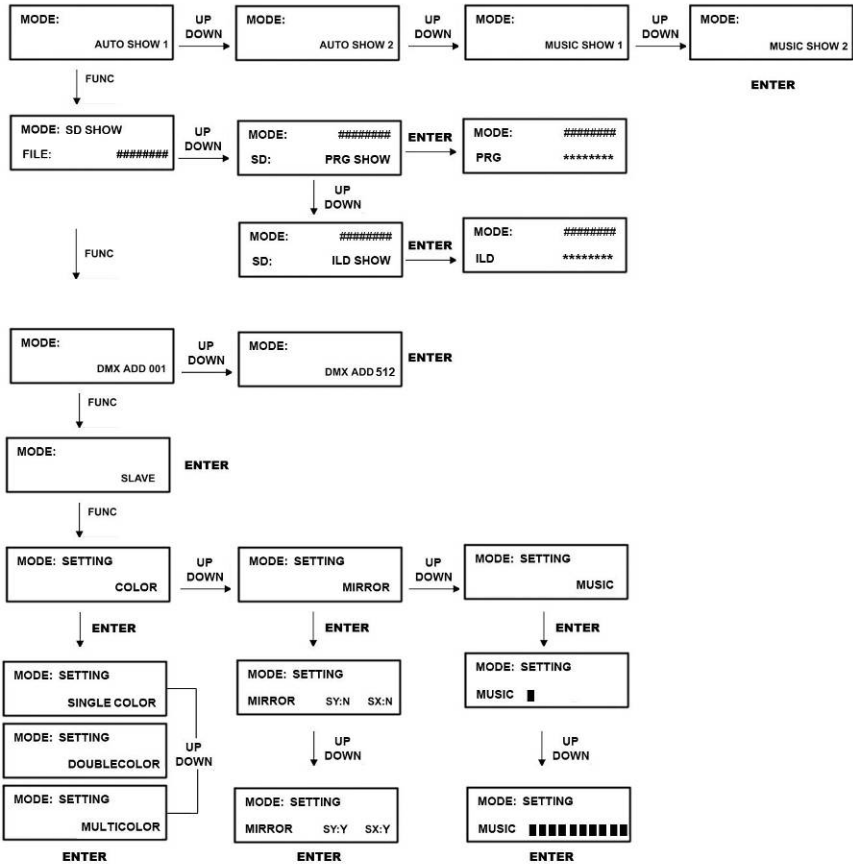 MODE:
AUTO SHOW 1
UP
DOWN
MODE:
AUTO SHOW 2
UP
DOWN
MODE:
MUSIC SHOW 1
UP
DOWN
MODE:
MUSIC SHOW 2
ENTER
FUNC
MODE: SD SHOW
FILE: ########
UP
DOWN
MODE: ########
SD: PRG SHOW
ENTER
MODE: ########
PRG ********
UP
DOWN
FUNC
MODE: ########
SD: ILD SHOW
ENTER
MODE: ########
ILD ********
MODE:
DMX ADD 001
UP
DOWN
MODE:
DMX ADD 512
ENTER
FUNC
MODE:
SLAVE
ENTER
FUNC
MODE: SETTING
COLOR
UP
DOWN
MODE: SETTING
MIRROR
UP
DOWN
MODE: SETTING
MUSIC
ENTER
ENTER
ENTER
MODE: SETTING
SINGLE COLOR
MODE: SETTING
MIRROR SY:N SX:N
MODE: SETTING
MUSIC
MODE: SETTING
DOUBLECOLOR
UP
DOWN
UP
DOWN
UP
DOWN
MODE: SETTING
MULTICOLOR
MODE: SETTING
MIRROR SY:Y SX:Y
MODE: SETTING
MUSIC
ENTER
ENTER
ENTER